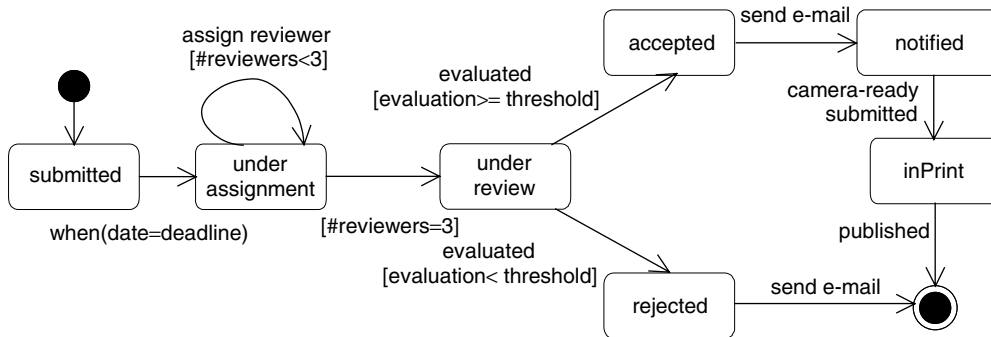 assign reviewer
[#reviewers<3]
submitted
when(date=deadline)
under
assignment
[#reviewers=3]
under
review
evaluated
[evaluation>= threshold]
evaluated
[evaluation< threshold]
accepted
send e-mail
notified
camera-ready
submitted
inPrint
published
rejected
send e-mail